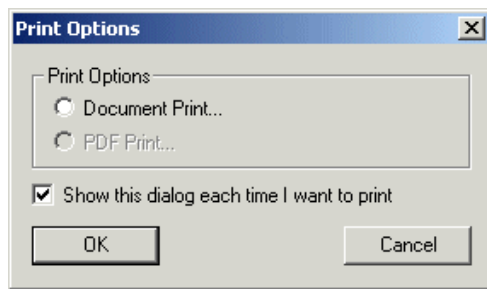 Print Options
Print Options
Document Print...
PDF Print...
Show this dialog each time I want to print
OK Cancel